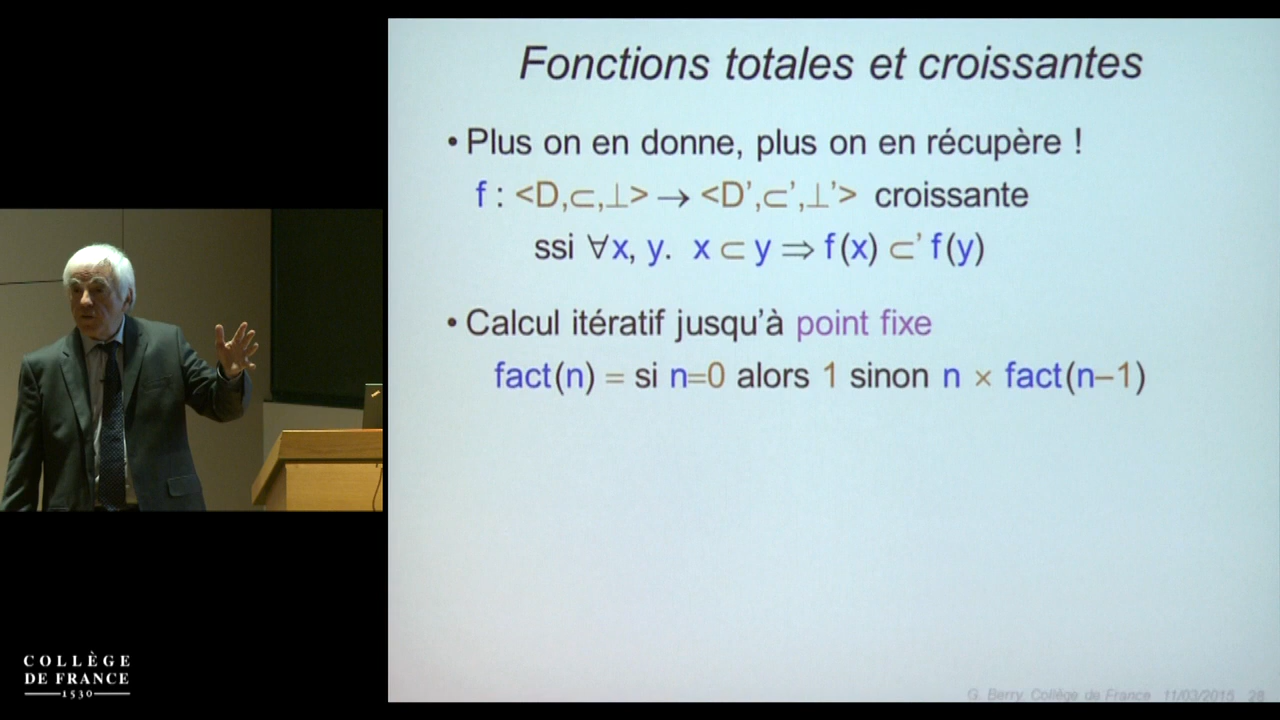 Fonctions totales et croissantes
• Plus on en donne, plus on en récupère !
f : <D,⊂,⊥> → <D’,⊂’,⊥’> croissante
ssi ∀x, y. x ⊂ y ⇒ f(x) ⊂’ f(y)
• Calcul itératif jusqu’à point fixe
fact(n) = si n=0 alors 1 sinon n × fact(n−1)
G. Berry, Collège de France 11/03/2015 28
COLLÈGE
DE FRANCE
1530